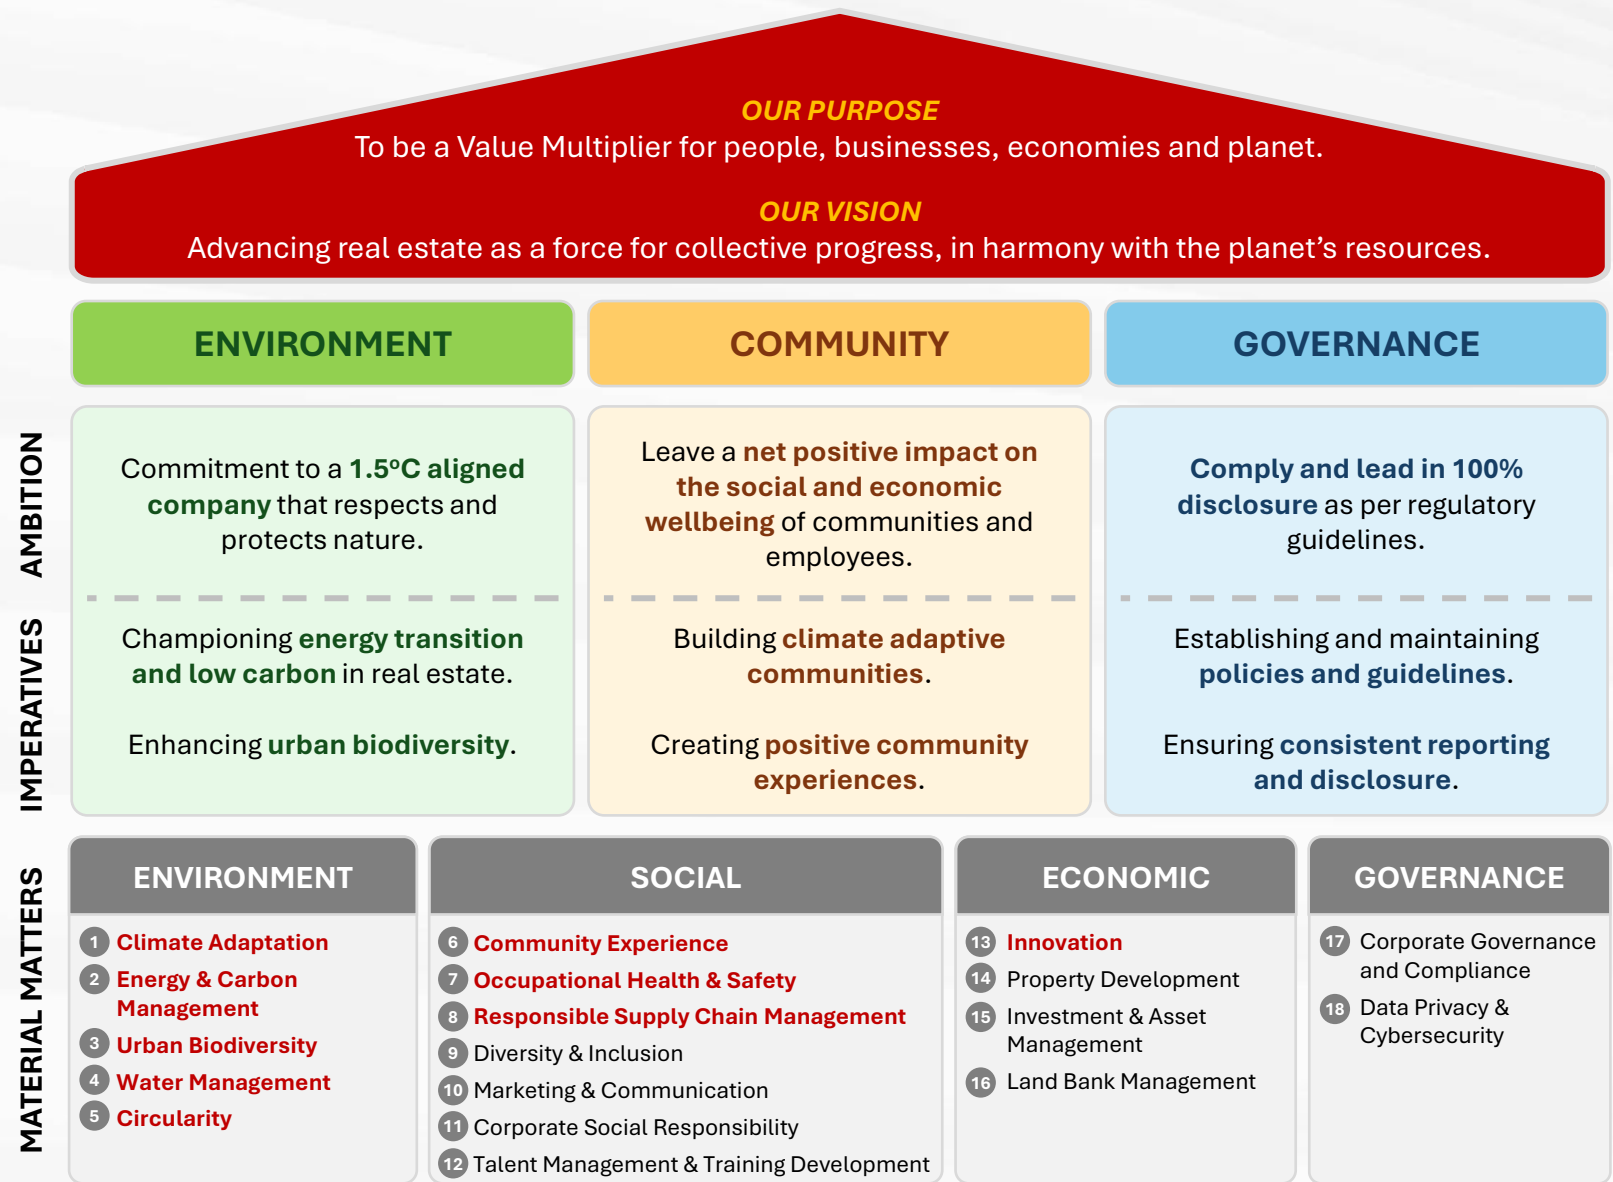 OUR PURPOSE
To be a Value Multiplier for people, businesses, economies and planet.
OUR VISION
Advancing real estate as a force for collective progress, in harmony with the planet’s resources.
ENVIRONMENT
COMMUNITY
GOVERNANCE
AMBITION
Commitment to a 1.5ºC aligned
company that respects and
protects nature.
Leave a net positive impact on
the social and economic
wellbeing of communities and
employees.
Comply and lead in 100%
disclosure as per regulatory
guidelines.
IMPERATIVES
Championing energy transition
and low carbon in real estate.
Enhancing urban biodiversity.
Building climate adaptive
communities.
Creating positive community
experiences.
Establishing and maintaining
policies and guidelines.
Ensuring consistent reporting
and disclosure.
MATERIAL MATTERS
ENVIRONMENT
1 Climate Adaptation
2 Energy & Carbon
Management
3 Urban Biodiversity
4 Water Management
5 Circularity
SOCIAL
6 Community Experience
7 Occupational Health & Safety
8 Responsible Supply Chain Management
9 Diversity & Inclusion
10 Marketing & Communication
11 Corporate Social Responsibility
12 Talent Management & Training Development
ECONOMIC
13 Innovation
14 Property Development
15 Investment & Asset
Management
16 Land Bank Management
GOVERNANCE
17 Corporate Governance
and Compliance
18 Data Privacy &
Cybersecurity